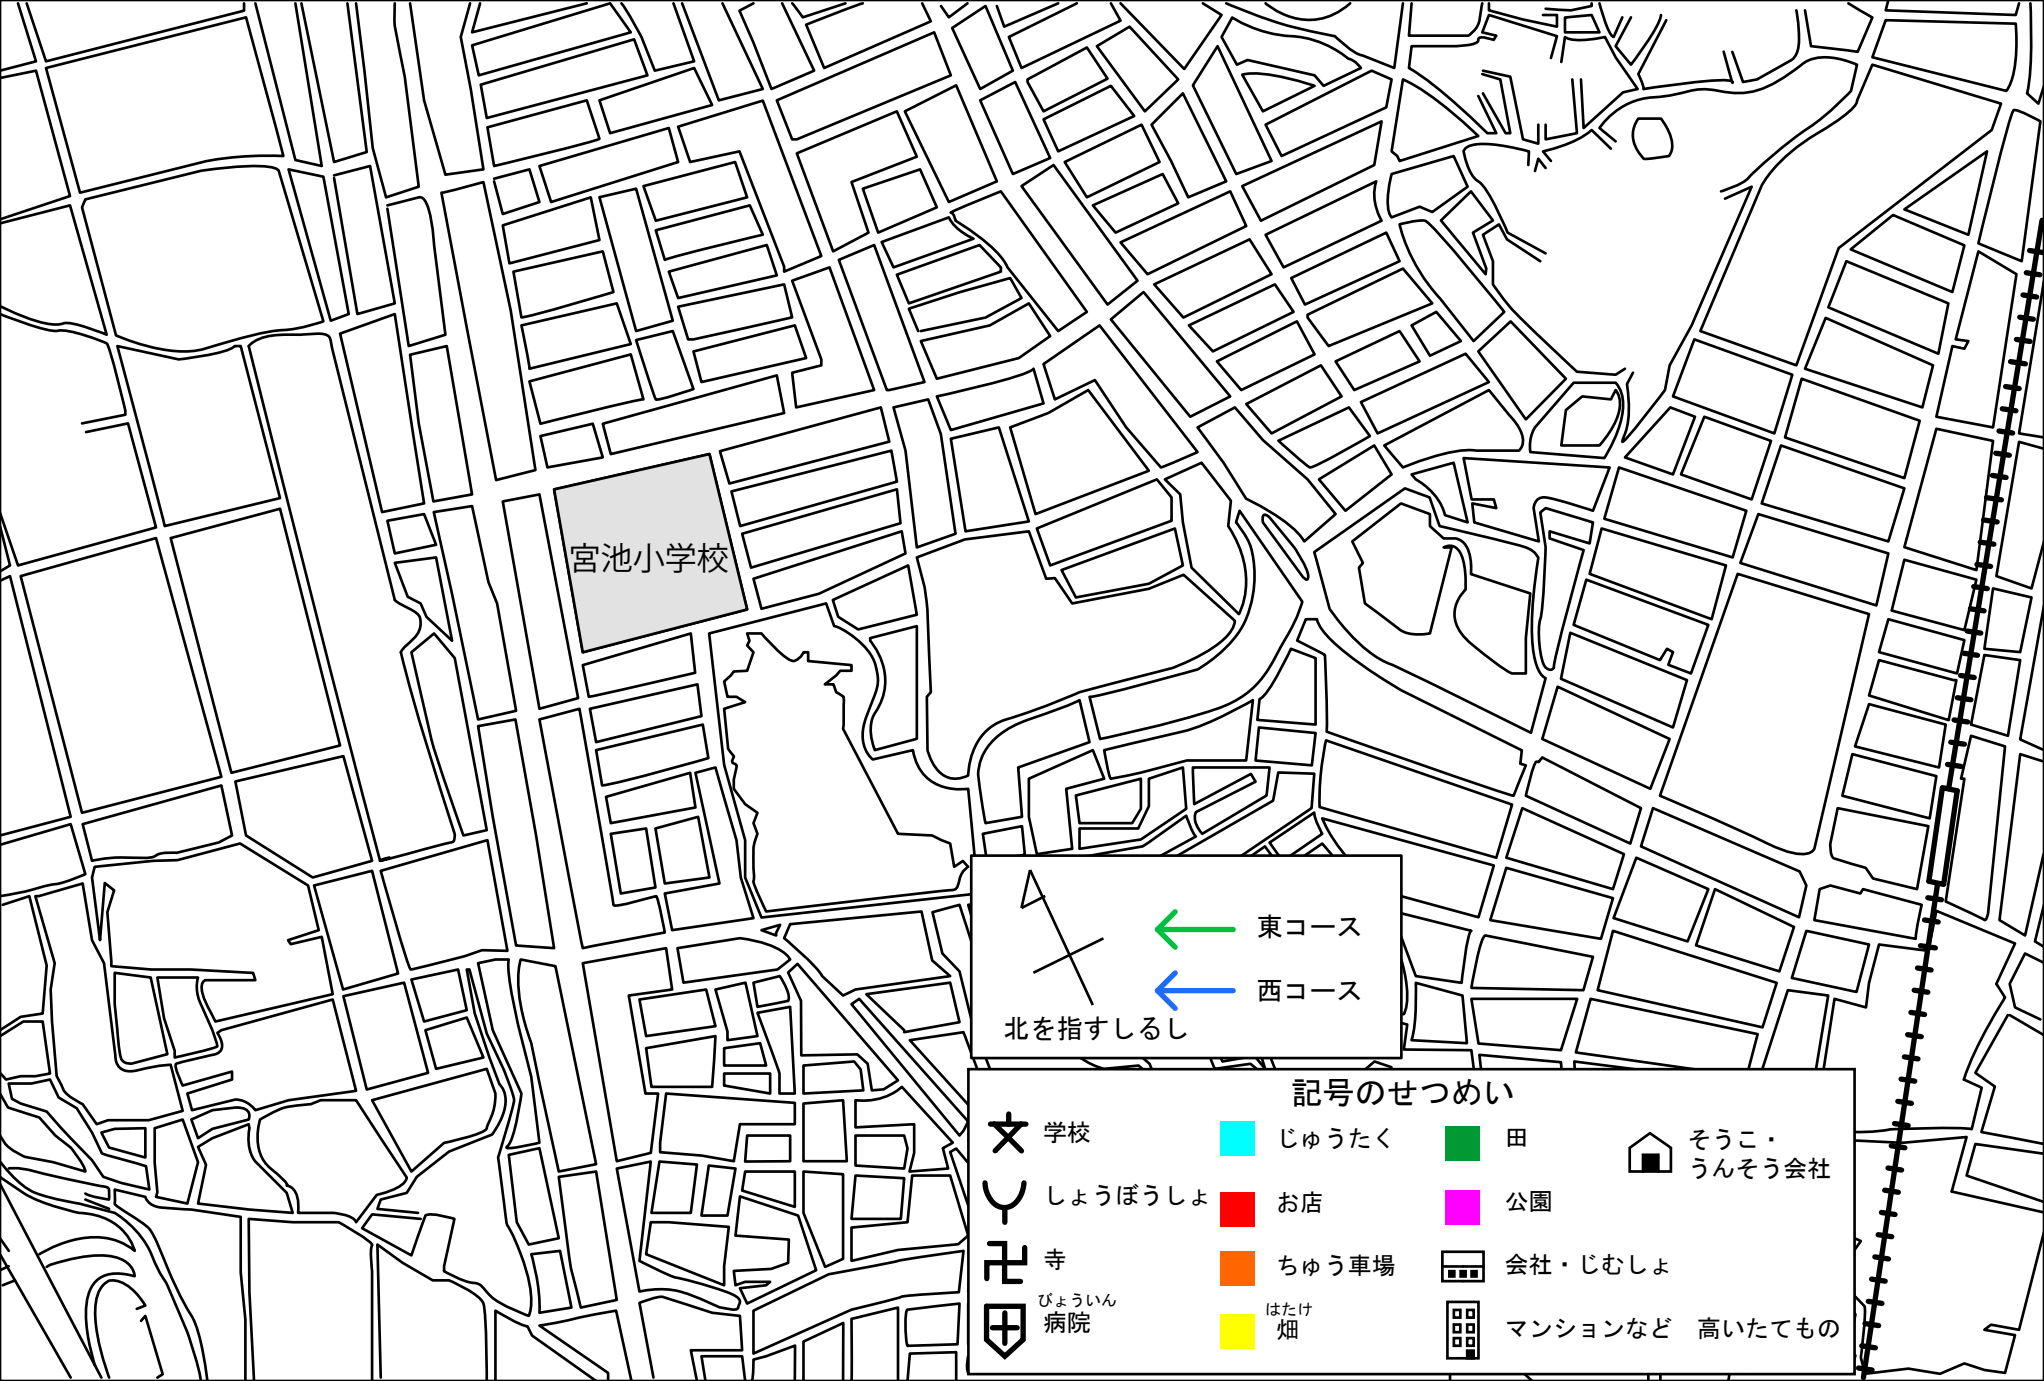 宮池小学校
東コース
西コース
北を指すしるし
記号のせつめい
学校
じゅうたく
田
そうこ・
うんそう会社
しょうぼうしょ
お店
公園
寺
ちゅう車場
会社・じむしょ
びょういん
病院
はたけ
畑
マンションなど　高いたてもの